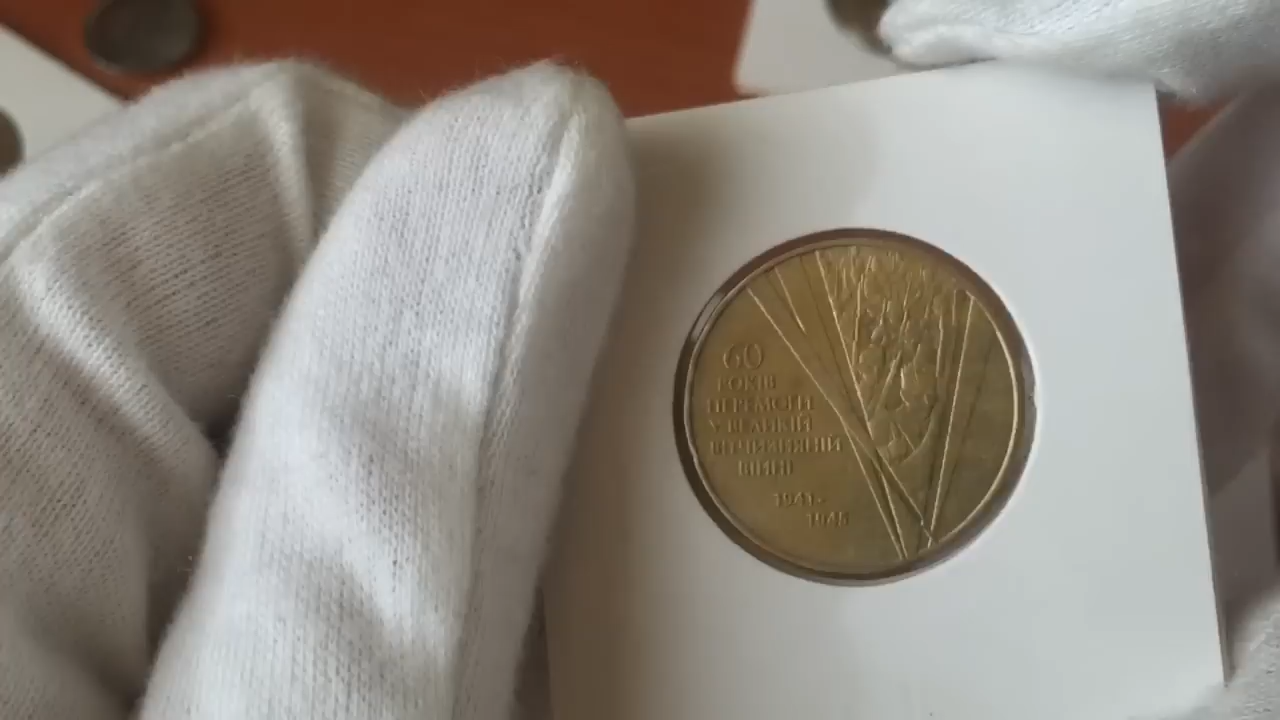 60
РОКІВ
ПЕРЕМОГИ
У ВЕЛИКІЙ
ВІТЧИЗНЯНІЙ
ВІЙНІ
1941-
1945